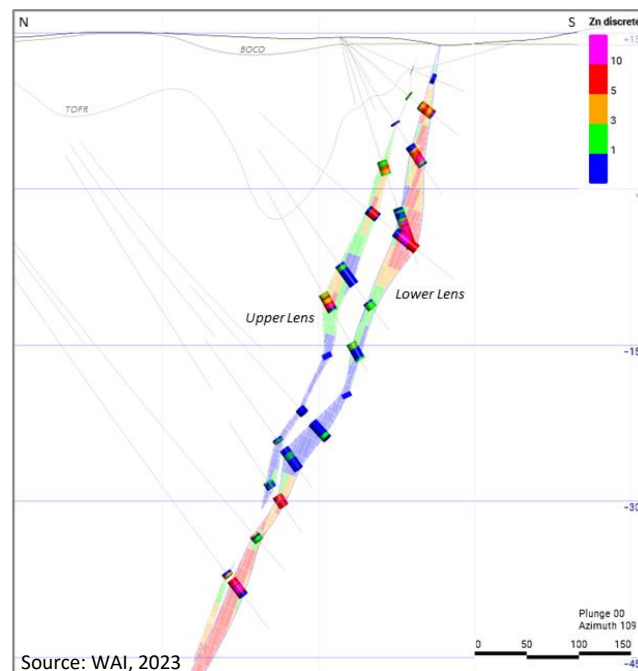 N
S
Zn discrete
10
5
3
1
BOCO
TOFR
Upper Lens
Lower Lens
Plunge 00
Azimuth 109
0 50 100 150
Source: WAI, 2023